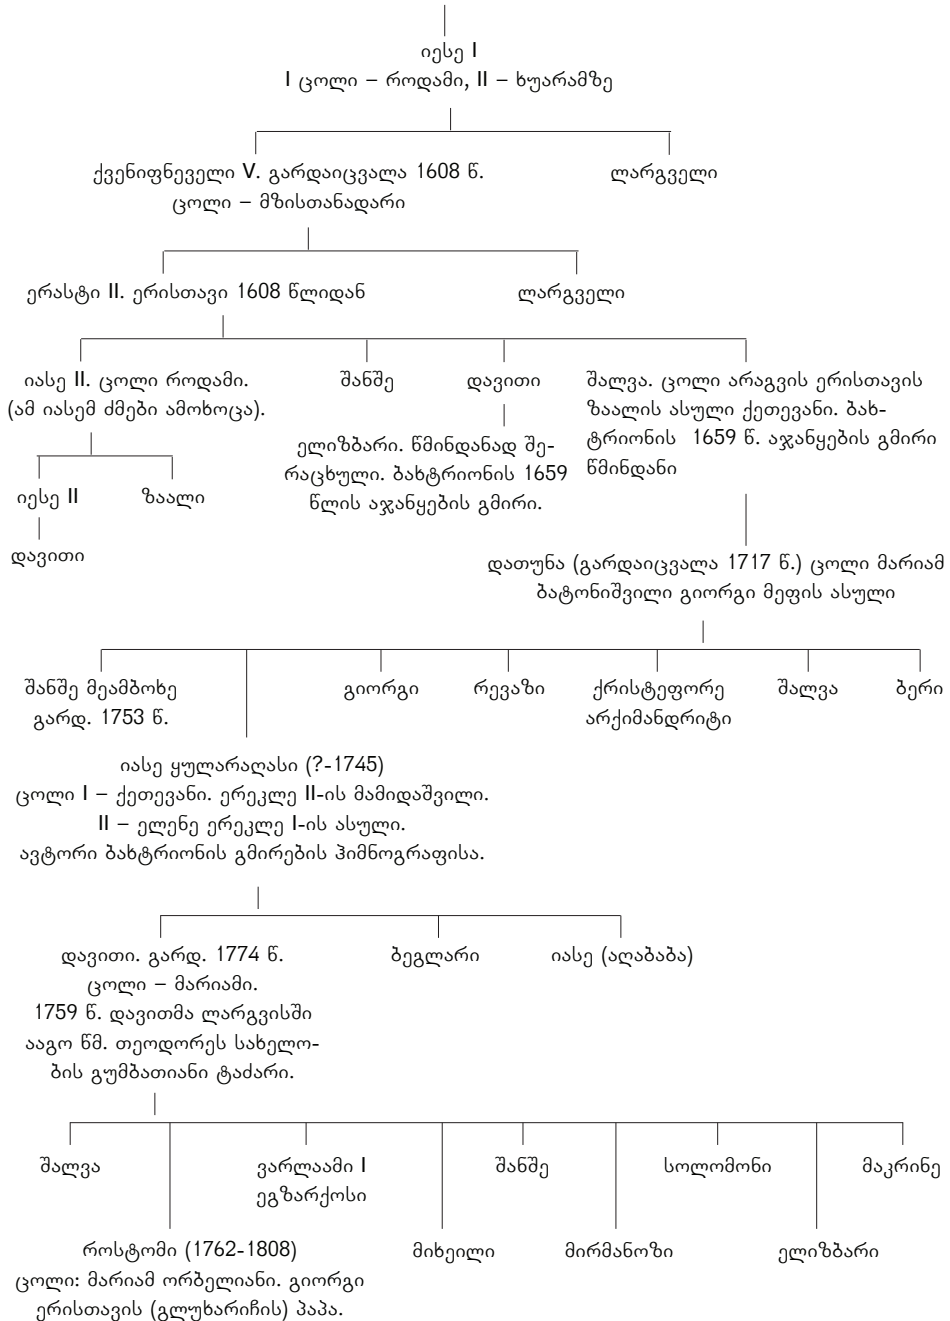 იესე I
I ცოლი – როდამი, II – ხუარამზე
ქვენიფნეველი V. გარდაიცვალა 1608 წ.
ცოლი – მზისთანადარი
ლარგველი
ერასტი II. ერისთავი 1608 წლიდან
ლარგველი
იასე II. ცოლი როდამი.
(ამ იასემ ძმები ამოხოცა).
შანშე
დავითი
შალვა. ცოლი არაგვის ერისთავის
ზაალის ასული ქეთევანი. ბახ-
ტრიონის 1659 წ. აჯანყების გმირი
წმინდანი
ელიზბარი. წმინდანად შე-
რაცხული. ბახტრიონის 1659
წლის აჯანყების გმირი.
იესე II
ზაალი
დავითი
დათუნა (გარდაიცვალა 1717 წ.) ცოლი მარიამ
ბატონიშვილი გიორგი მეფის ასული
შანშე მეამბოხე
გარდ. 1753 წ.
გიორგი
რევაზი
ქრისტეფორე
არქიმანდრიტი
შალვა
ბერი
იასე ყულარაღასი (?-1745)
ცოლი I – ქეთევანი. ერეკლე II-ის მამიდაშვილი.
II – ელენე ერეკლე I-ის ასული.
ავტორი ბახტრიონის გმირების ჰიმნოგრაფისა.
დავითი. გარდ. 1774 წ.
ცოლი – მარიამი.
1759 წ. დავითმა ლარგვისში
ააგო წმ. თეოდორეს სახელო-
ბის გუმბათიანი ტაძარი.
ბეგლარი
იასე (აღაბაბა)
შალვა
ვარლაამი I
ეგზარქოსი
შანშე
სოლომონი
მაკრინე
როსტომი (1762-1808)
ცოლი: მარიამ ორბელიანი. გიორგი
ერისთავის (გლუხარიჩის) პაპა.
მიხეილი
მირმანოზი
ელიზბარი